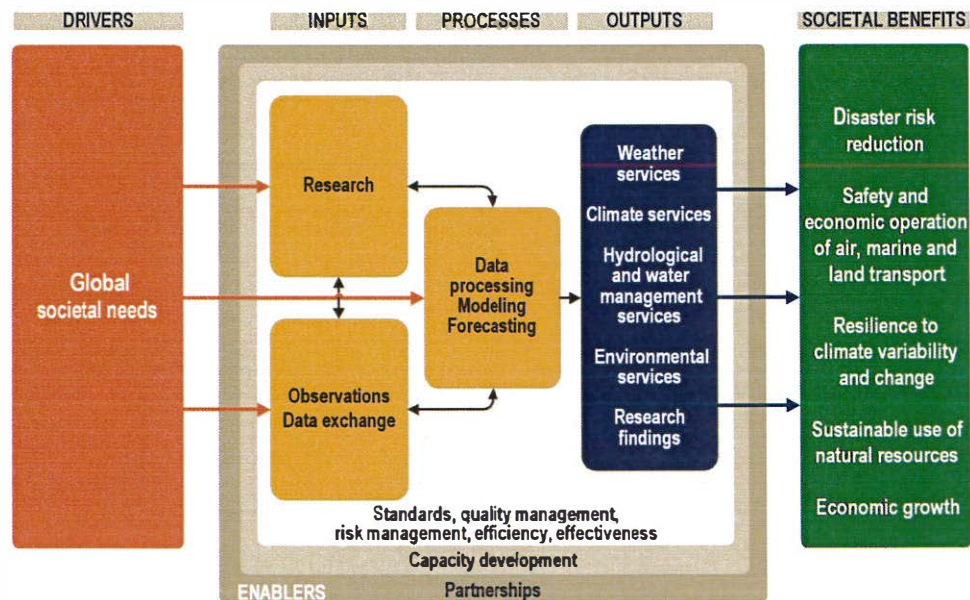 DRIVERS
INPUTS
PROCESSES
OUTPUTS
SOCIETAL BENEFITS
Global
societal needs
Research
Observations
Data exchange
Data
processing
Modeling
Forecasting
Weather
services
Climate services
Hydrological
and water
management
services
Environmental
services
Research
findings
Disaster risk
reduction
Safety and
economic operation
of air, marine and
land transport
Resilience to
climate variability
and change
Sustainable use of
natural resources
Economic growth
Standards, quality management,
risk management, efficiency, effectiveness
Capacity development
ENABLERS
Partnerships